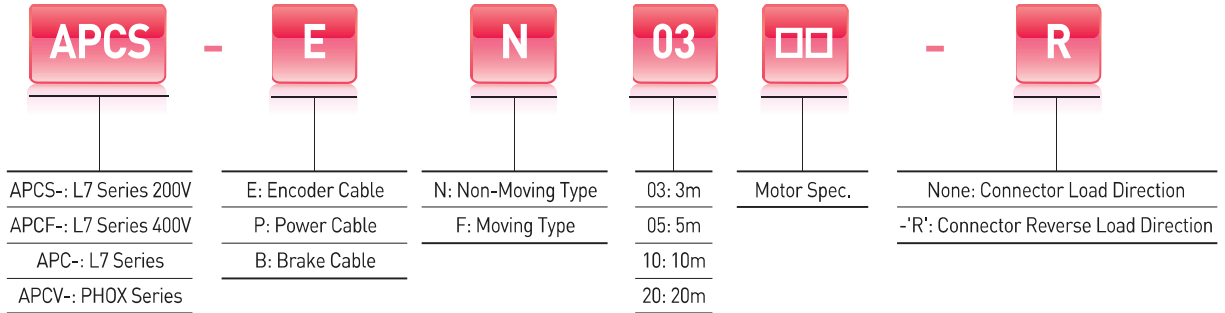 APCS - E N 03 □□ - R
APCS-: L7 Series 200V
APCF-: L7 Series 400V
APC-: L7 Series
APCV-: PHOX Series
E: Encoder Cable
P: Power Cable
B: Brake Cable
N: Non-Moving Type
F: Moving Type
03: 3m
05: 5m
10: 10m
20: 20m
Motor Spec.
None: Connector Load Direction
-'R': Connector Reverse Load Direction